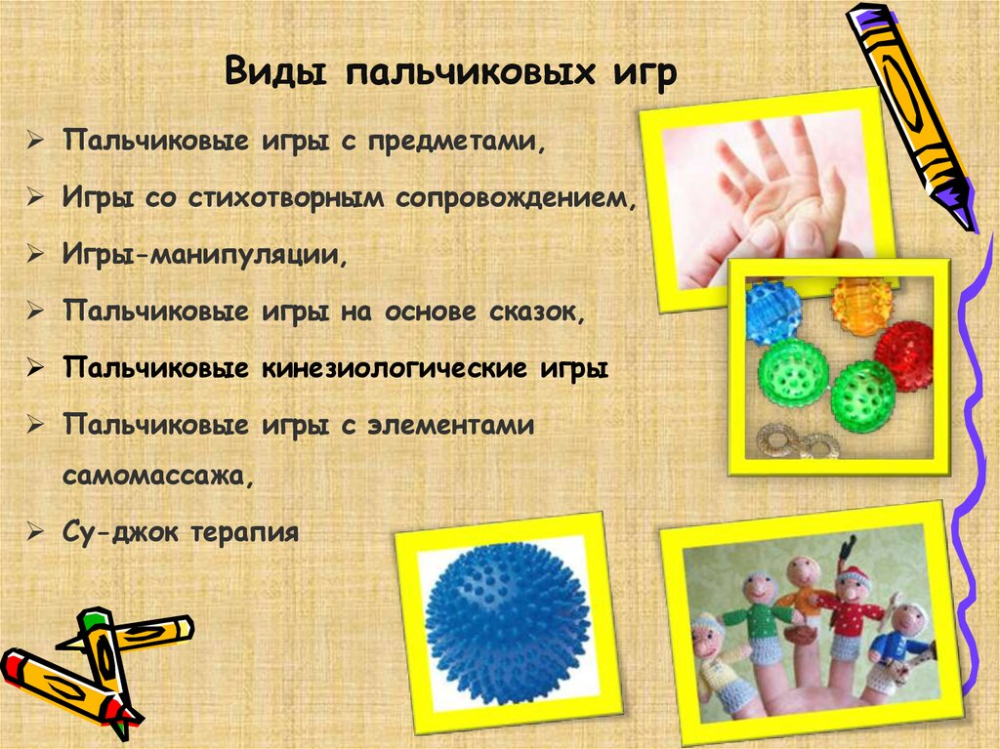 Виды пальчиковых игр
➢ Пальчиковые игры с предметами,
➢ Игры со стихотворным сопровождением,
➢ Игры-манипуляции,
➢ Пальчиковые игры на основе сказок,
➢ Пальчиковые кинезиологические игры
➢ Пальчиковые игры с элементами
самомассажа,
➢ Су-джок терапия